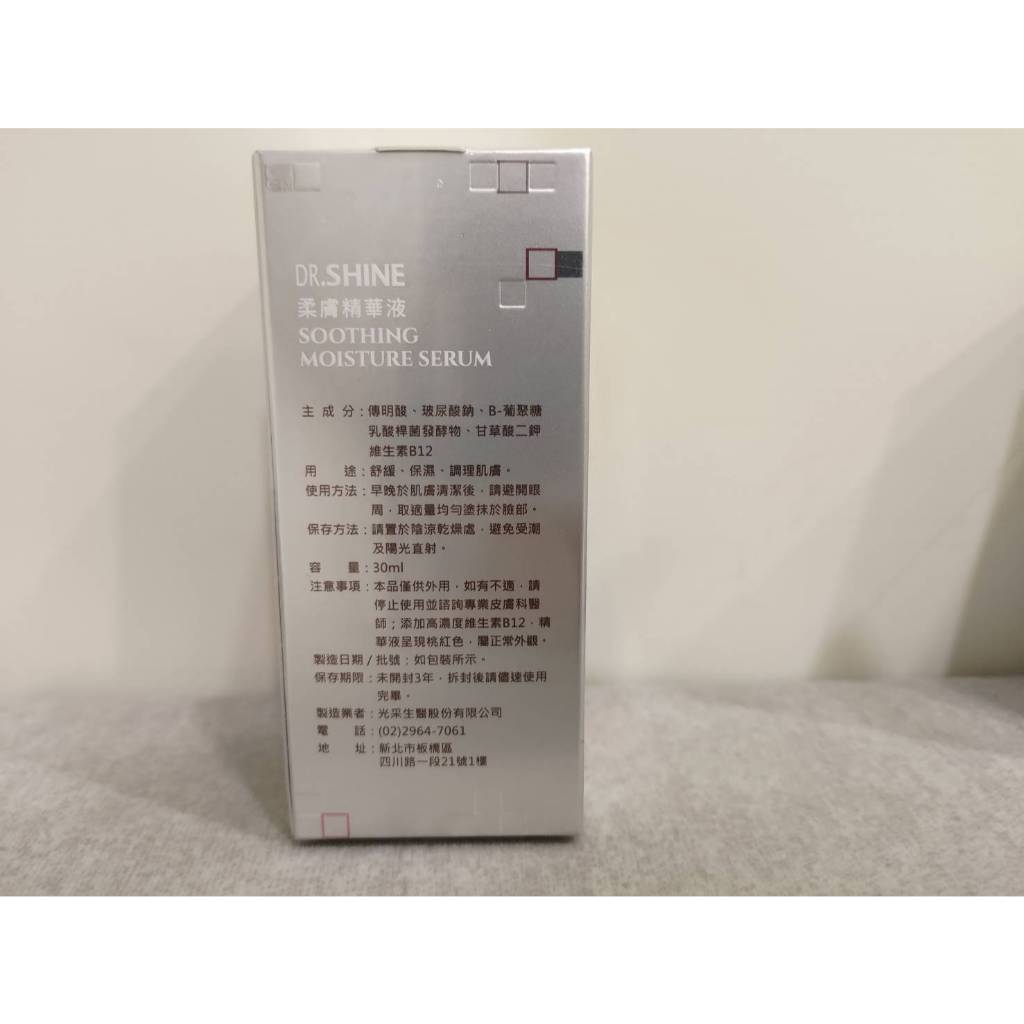 DR.SHINE
柔膚精華液
SOOTHING
MOISTURE SERUM
主成分：傳明酸、玻尿酸鈉、B-葡聚糖
乳酸桿菌發酵物、甘草酸二鉀
維生素B12
用途：舒緩、保濕、調理肌膚。
使用方法：早晚於肌膚清潔後，請避開眼
周，取適量均勻塗抹於臉部。
保存方法：請置於陰涼乾燥處，避免受潮
及陽光直射。
容量：30ml
注意事項：本品僅供外用，如有不適，請
停止使用並諮詢專業皮膚科醫
師；添加高濃度維生素B12，精
華液呈現桃紅色，屬正常外觀。
製造日期/批號：如包裝所示。
保存期限：未開封3年，拆封後請儘速使用
完畢。
製造業者：光采生醫股份有限公司
電話：(02)2964-7061
地址：新北市板橋區
四川路一段21號1樓